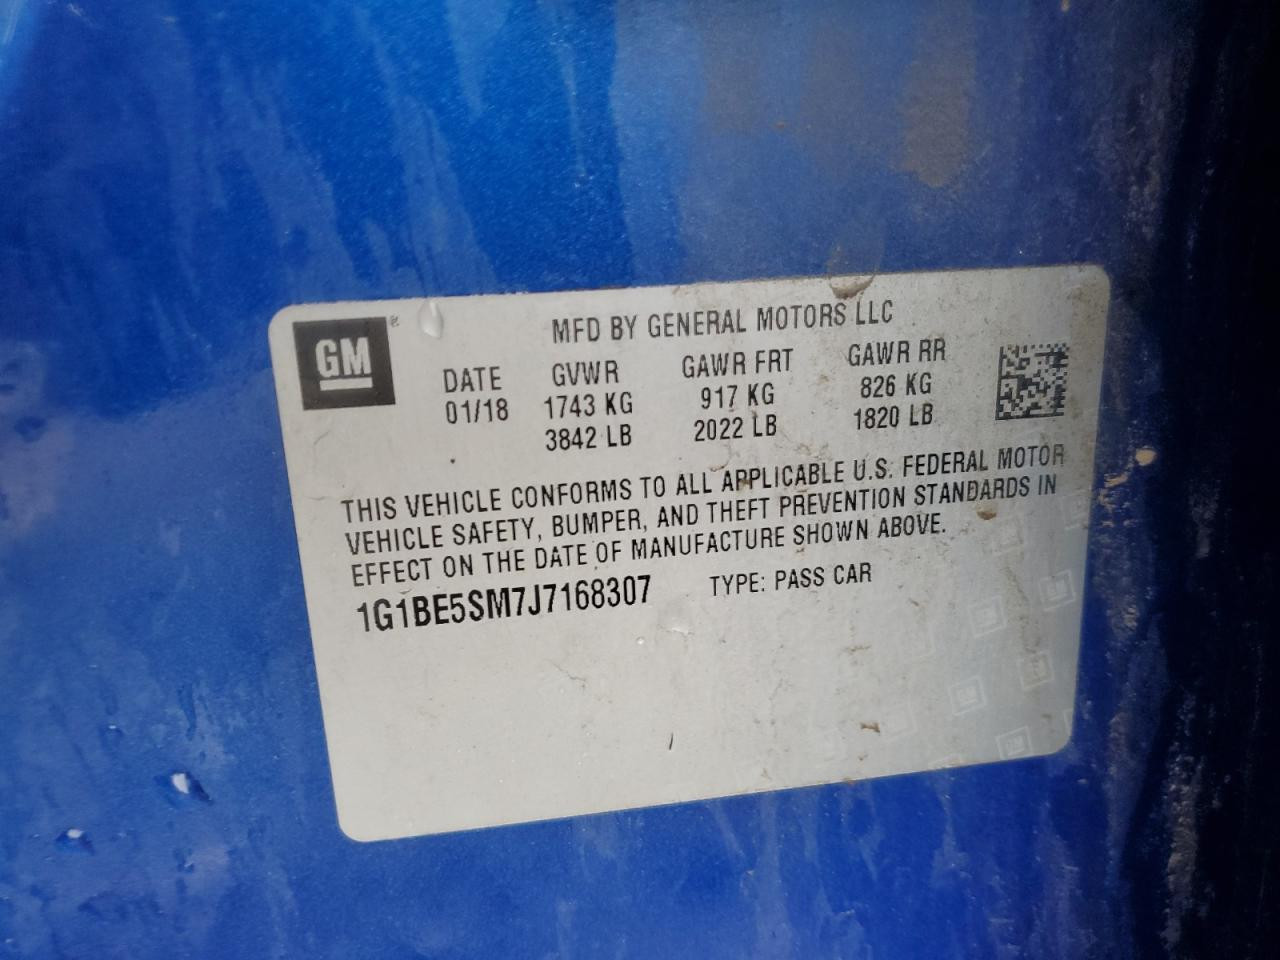 GM ®
MFD BY GENERAL MOTORS LLC
DATE GVWR GAWR FRT GAWR RR
01/18 1743 KG 917 KG 826 KG
3842 LB 2022 LB 1820 LB
THIS VEHICLE CONFORMS TO ALL APPLICABLE U.S. FEDERAL MOTOR
VEHICLE SAFETY, BUMPER, AND THEFT PREVENTION STANDARDS IN
EFFECT ON THE DATE OF MANUFACTURE SHOWN ABOVE.
1G1BE5SM7J7168307 TYPE: PASS CAR